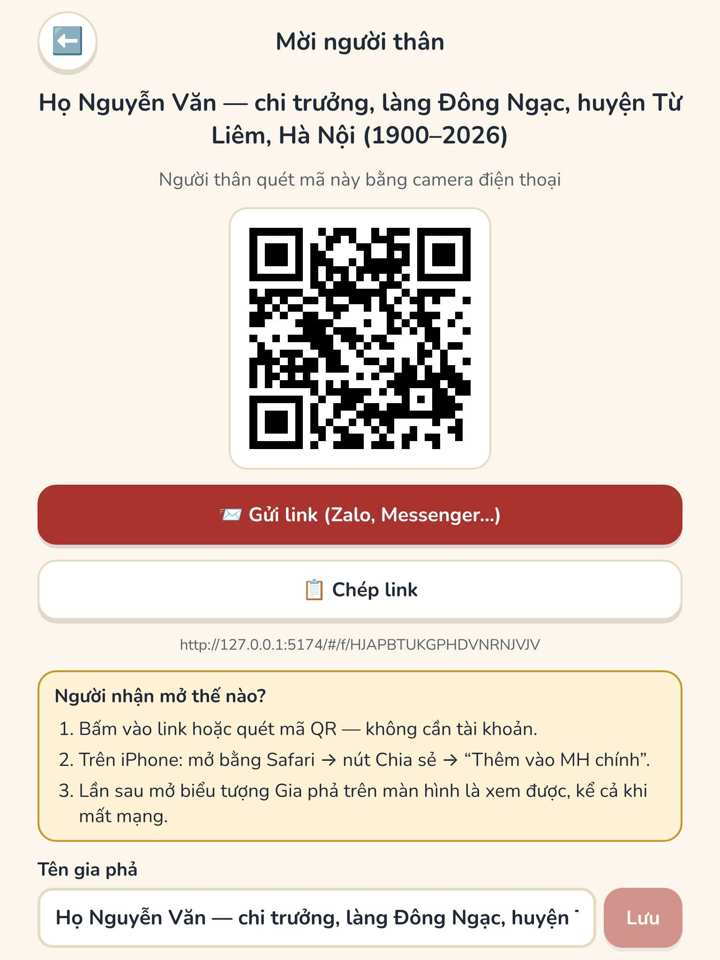 Mời người thân
Họ Nguyễn Văn — chi trưởng, làng Đông Ngạc, huyện Từ
Liêm, Hà Nội (1900–2026)
Người thân quét mã này bằng camera điện thoại
Gửi link (Zalo, Messenger...)
Chép link
http://127.0.0.1:5174/#/f/HJAPBTUKGPHDVNRNJVJV
Người nhận mở thế nào?
1. Bấm vào link hoặc quét mã QR — không cần tài khoản.
2. Trên iPhone: mở bằng Safari → nút Chia sẻ → “Thêm vào MH chính”.
3. Lần sau mở biểu tượng Gia phả trên màn hình là xem được, kể cả khi
mất mạng.
Tên gia phả
Họ Nguyễn Văn — chi trưởng, làng Đông Ngạc, huyện
Lưu